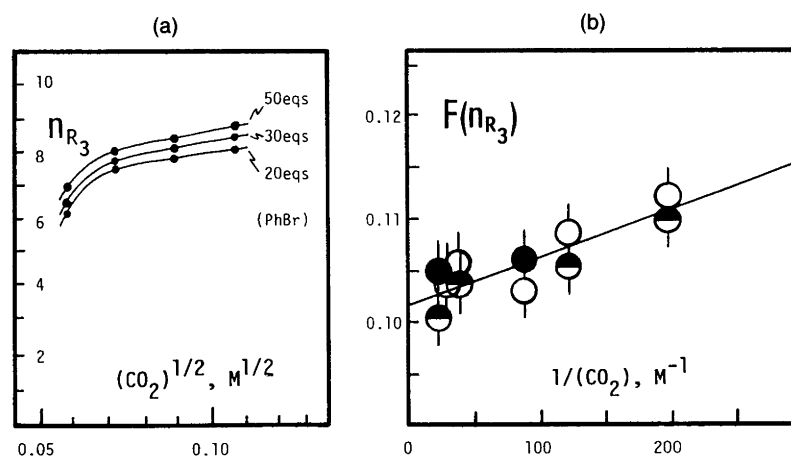 (a)
10
8
6
4
2
n_R3
50eqs
30eqs
20eqs
(PhBr)
(CO2)^1/2, M^1/2
0.05
0.10
(b)
0.12
0.11
0.10
F(n_R3)
1/(CO2), M^-1
0
100
200